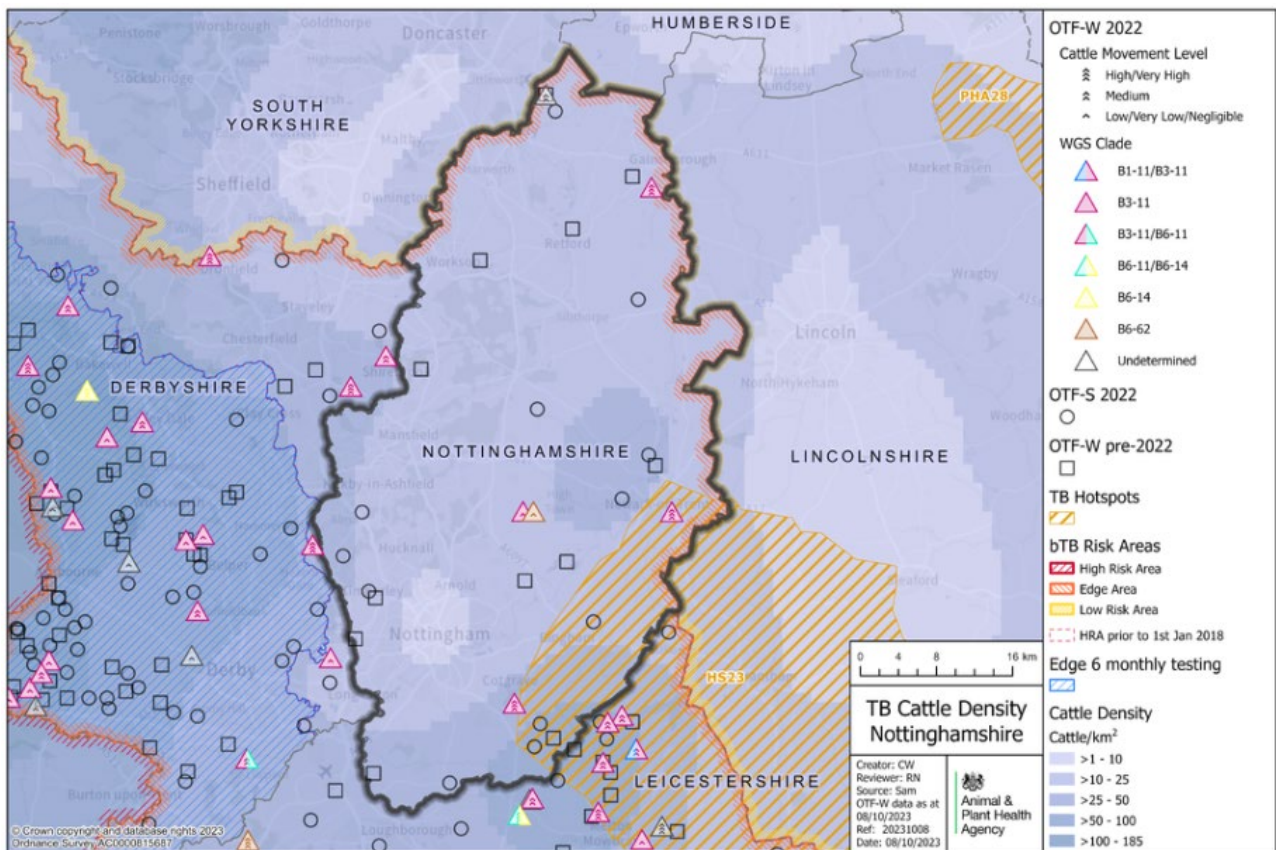 HUMBERSIDE
Doncaster
Goldthorpe
Worsbrough
Penistone
Stocksbridge
Epworth
North End
PHA28
SOUTH
YORKSHIRE
Maltby
Market Rasen
Gainsborough
Sheffield
Dinnington
Retford
Worksop
Wragby
Staveley
Lincoln
Chesterfield
North Hykeham
DERBYSHIRE
Mansfield
NOTTINGHAMSHIRE
LINCOLNSHIRE
Kirkby-in-Ashfield
Hucknall
Arnold
Nottingham
Bingham
Derby
Cotgrave
HS23
LEICESTERSHIRE
Loughborough
© Crown copyright and database rights 2023
Ordnance Survey AC0000815687
0 4 8 16 km
TB Cattle Density
Nottinghamshire
Creator: CW
Reviewer: RN
Source: Sam
OTF-W data as at
08/10/2023
Ref: 20231008
Date: 08/10/2023
Animal &
Plant Health
Agency
OTF-W 2022
Cattle Movement Level
High/Very High
Medium
Low/Very Low/Negligible
WGS Clade
B1-11/B3-11
B3-11
B3-11/B6-11
B6-11/B6-14
B6-14
B6-62
Undetermined
OTF-S 2022
OTF-W pre-2022
TB Hotspots
bTB Risk Areas
High Risk Area
Edge Area
Low Risk Area
HRA prior to 1st Jan 2018
Edge 6 monthly testing
Cattle Density
Cattle/km²
>1 - 10
>10 - 25
>25 - 50
>50 - 100
>100 - 185